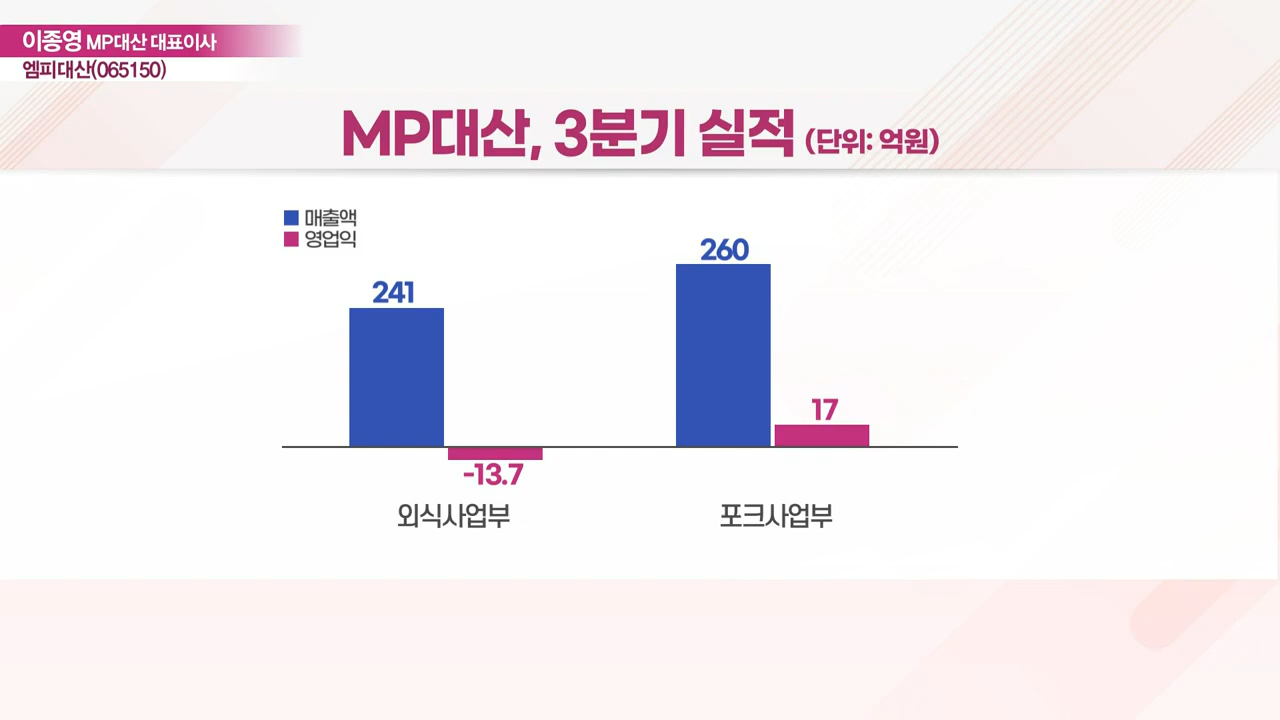 이종영 MP대산 대표이사
엠피대산(065150)
MP대산, 3분기 실적 (단위: 억원)
매출액
영업익
241
260
17
-13.7
외식사업부
포크사업부